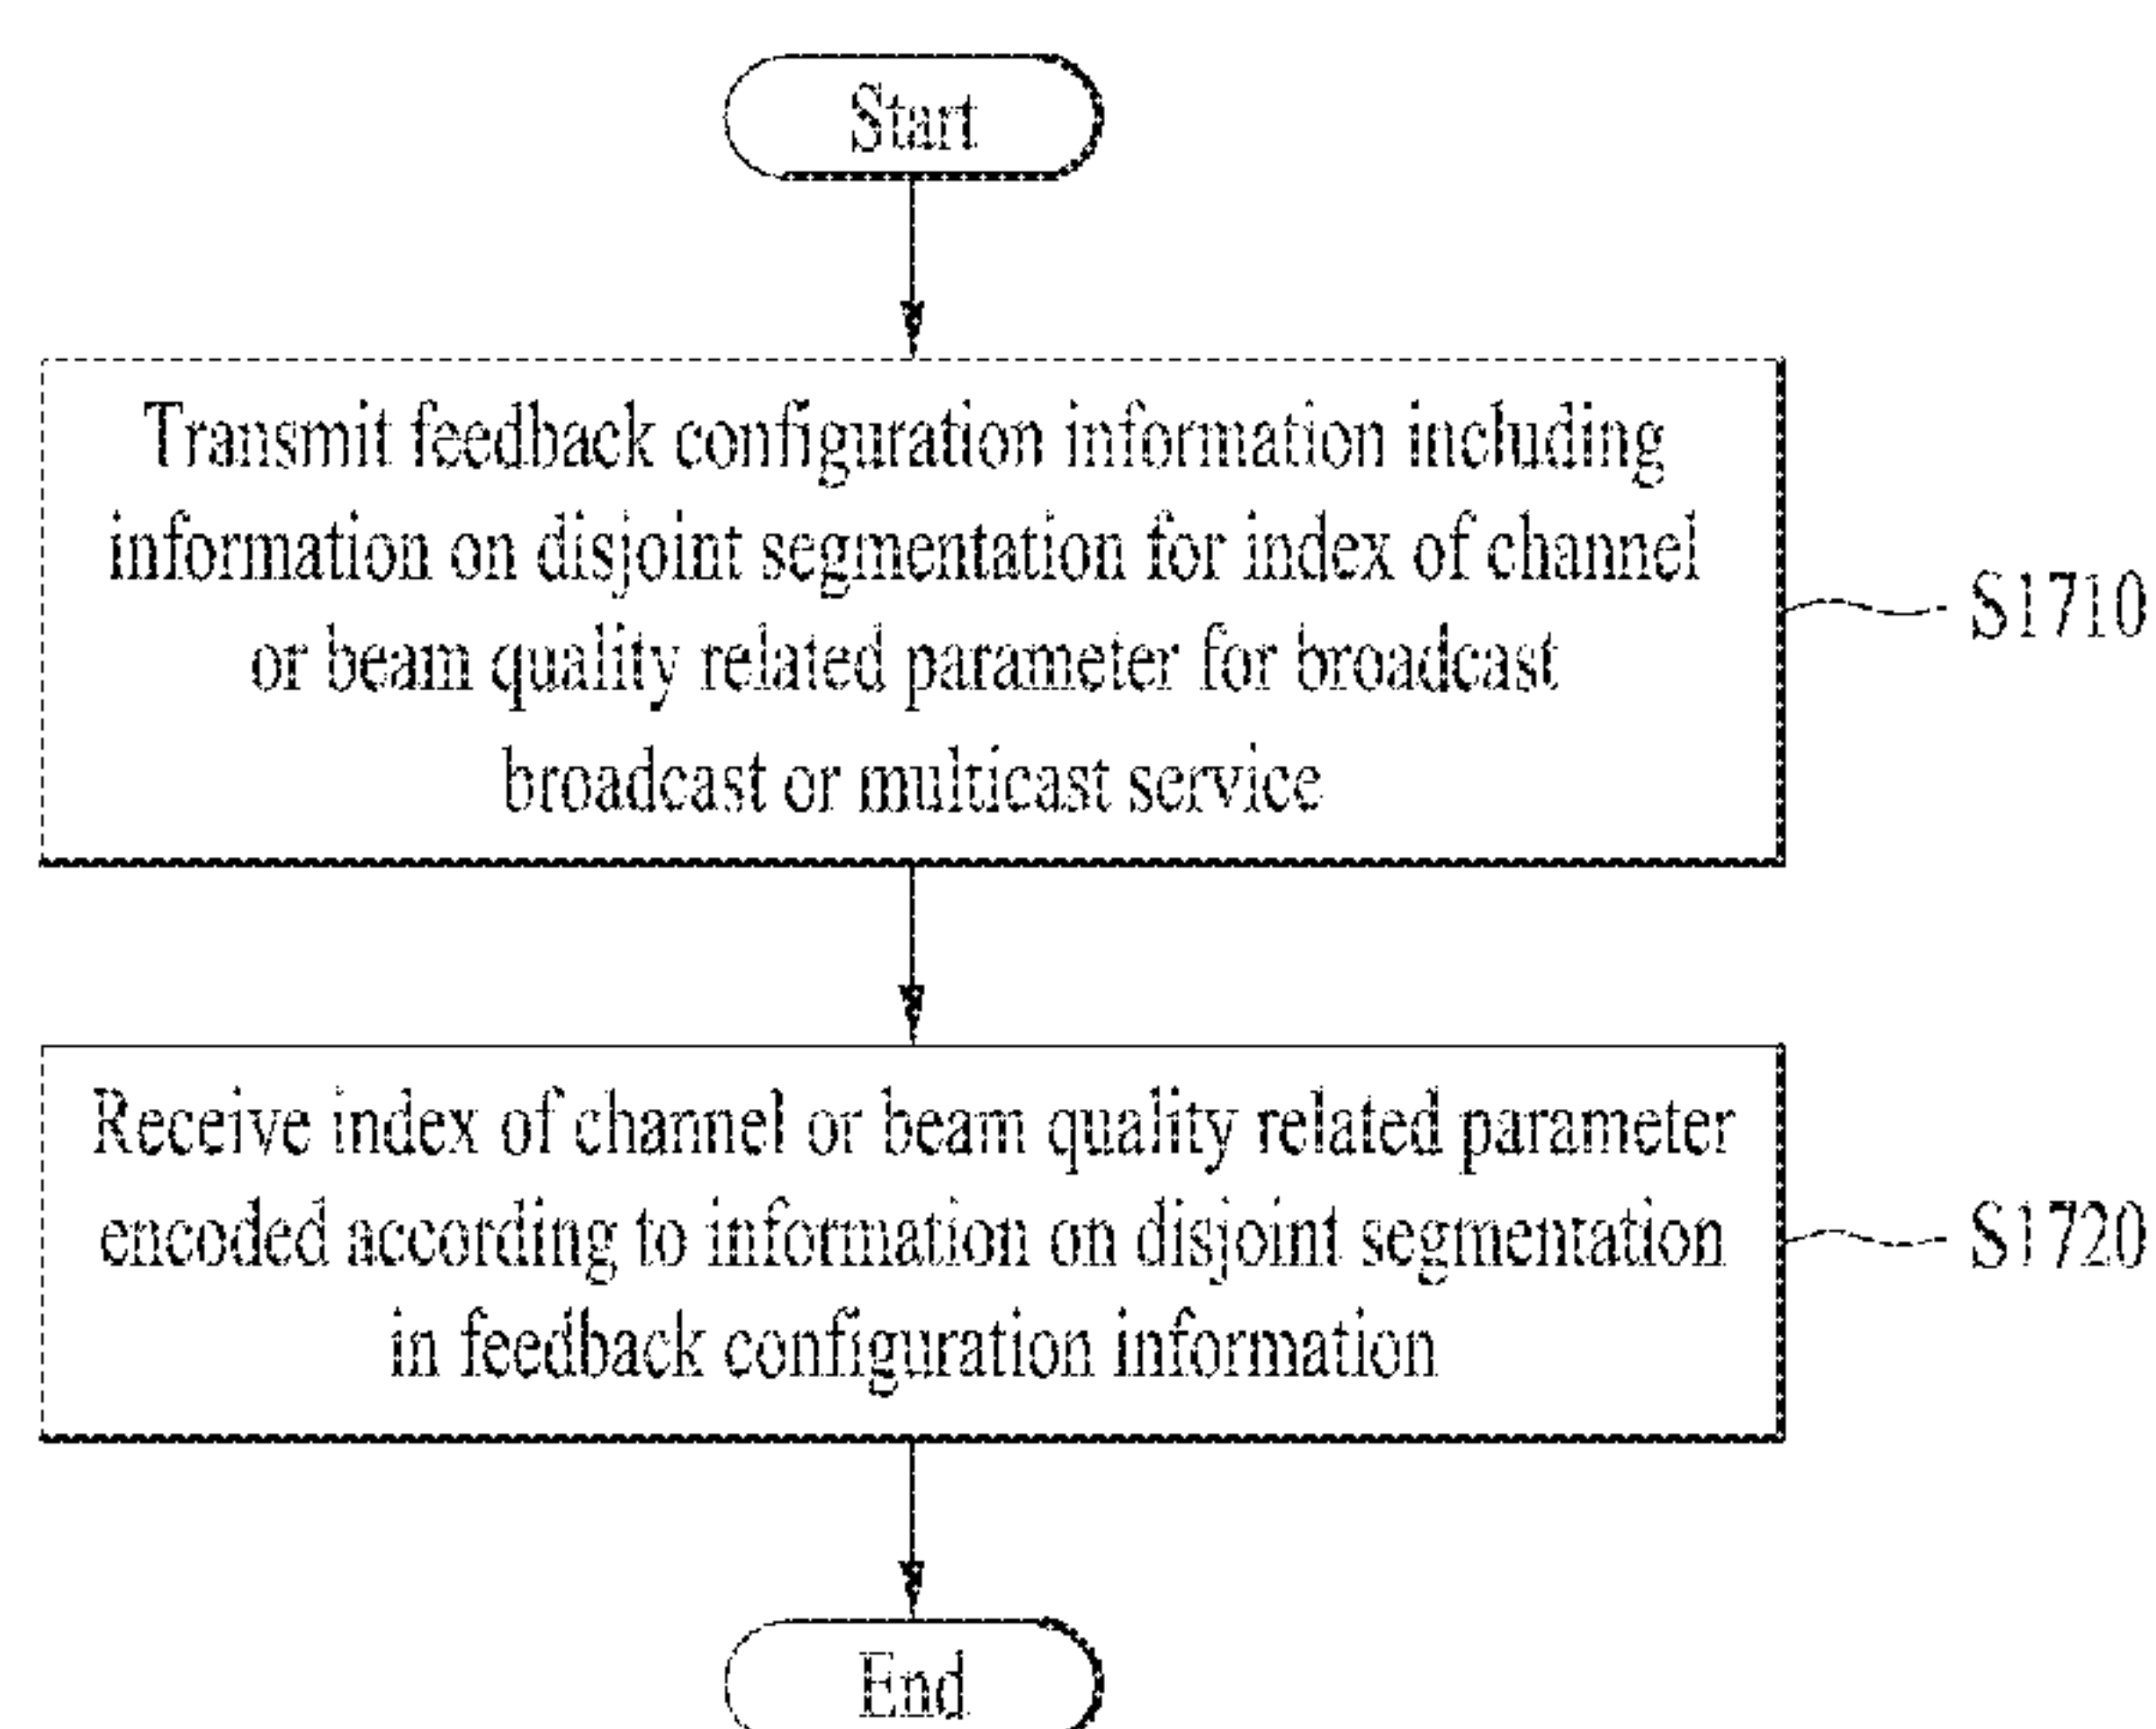 Start
Transmit feedback configuration information including
information on disjoint segmentation for index of channel
or beam quality related parameter for broadcast
broadcast or multicast service
S1710
Receive index of channel or beam quality related parameter
encoded according to information on disjoint segmentation
in feedback configuration information
S1720
End